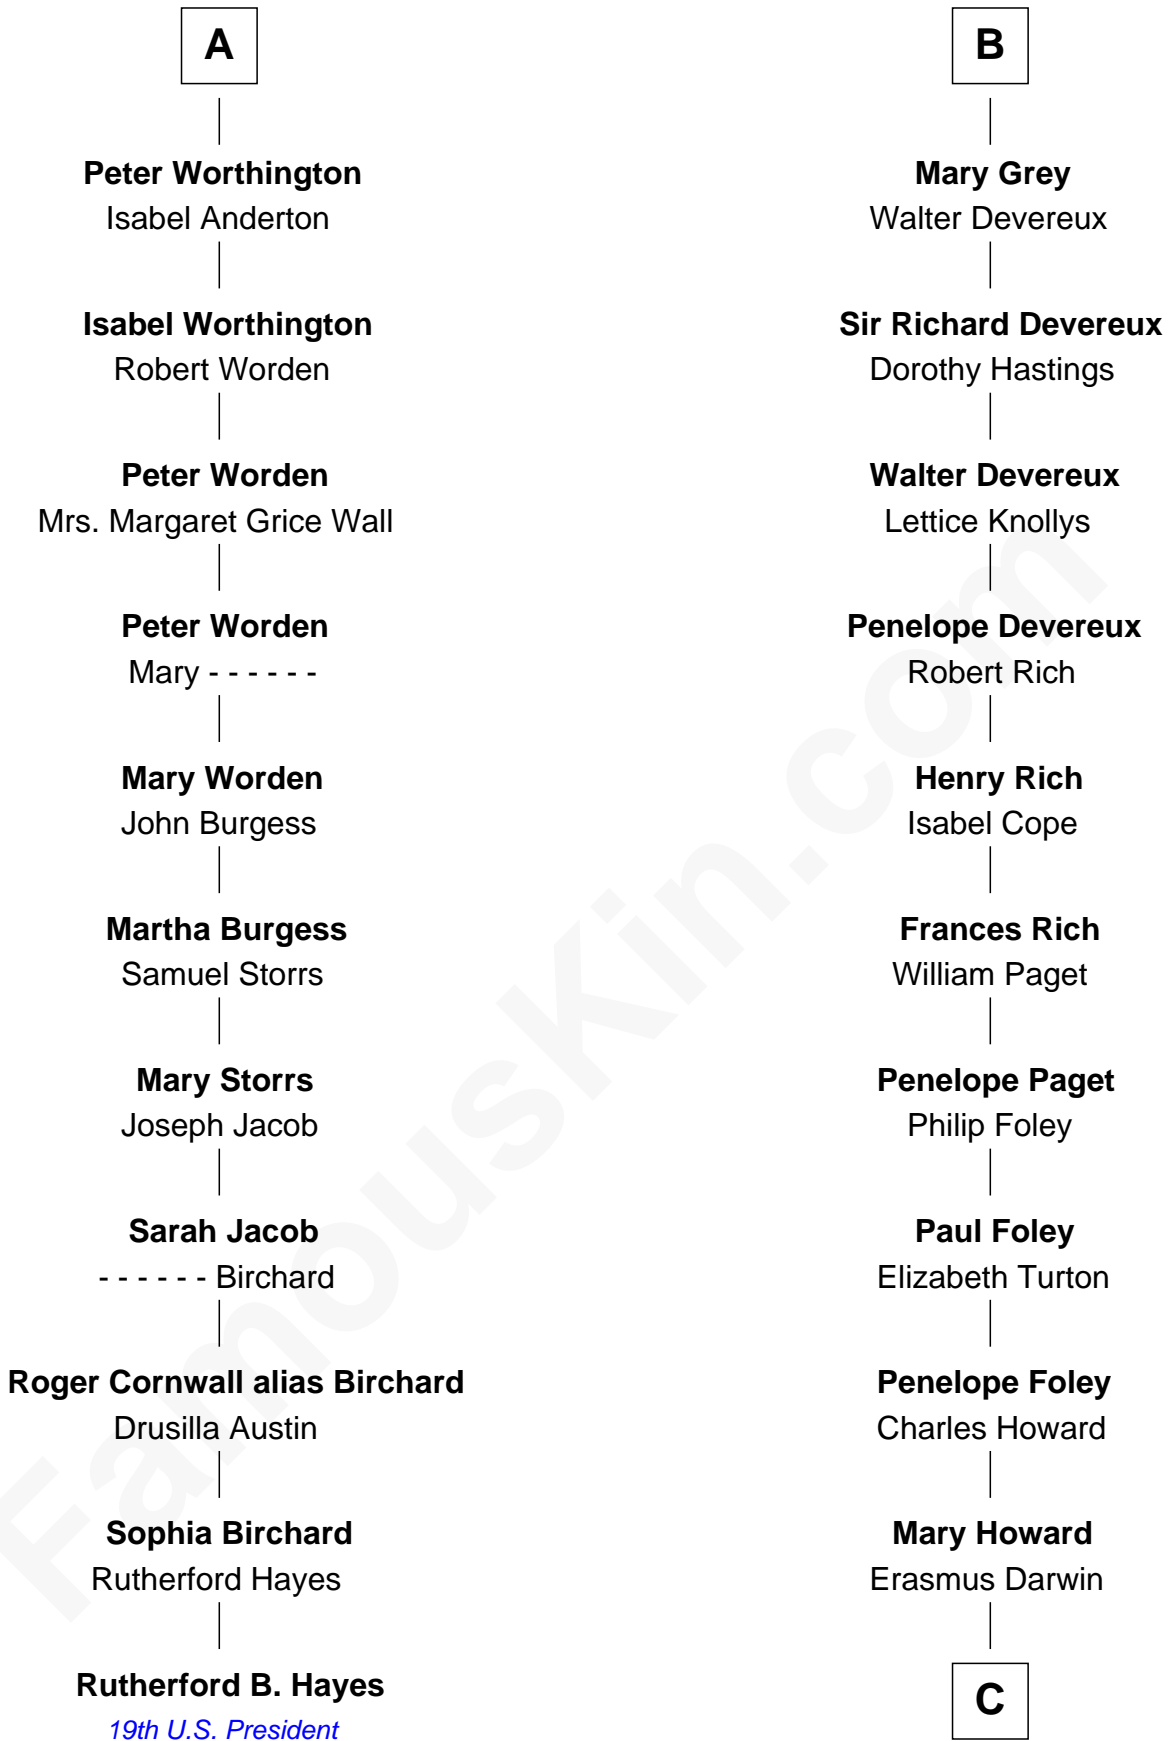 A
Peter Worthington
Isabel Anderton
Isabel Worthington
Robert Worden
Peter Worden
Mrs. Margaret Grice Wall
Peter Worden
Mary - - - - - -
Mary Worden
John Burgess
Martha Burgess
Samuel Storrs
Mary Storrs
Joseph Jacob
Sarah Jacob
- - - - - - Birchard
Roger Cornwall alias Birchard
Drusilla Austin
Sophia Birchard
Rutherford Hayes
Rutherford B. Hayes
19th U.S. President
B
Mary Grey
Walter Devereux
Sir Richard Devereux
Dorothy Hastings
Walter Devereux
Lettice Knollys
Penelope Devereux
Robert Rich
Henry Rich
Isabel Cope
Frances Rich
William Paget
Penelope Paget
Philip Foley
Paul Foley
Elizabeth Turton
Penelope Foley
Charles Howard
Mary Howard
Erasmus Darwin
C
FamousKin.com